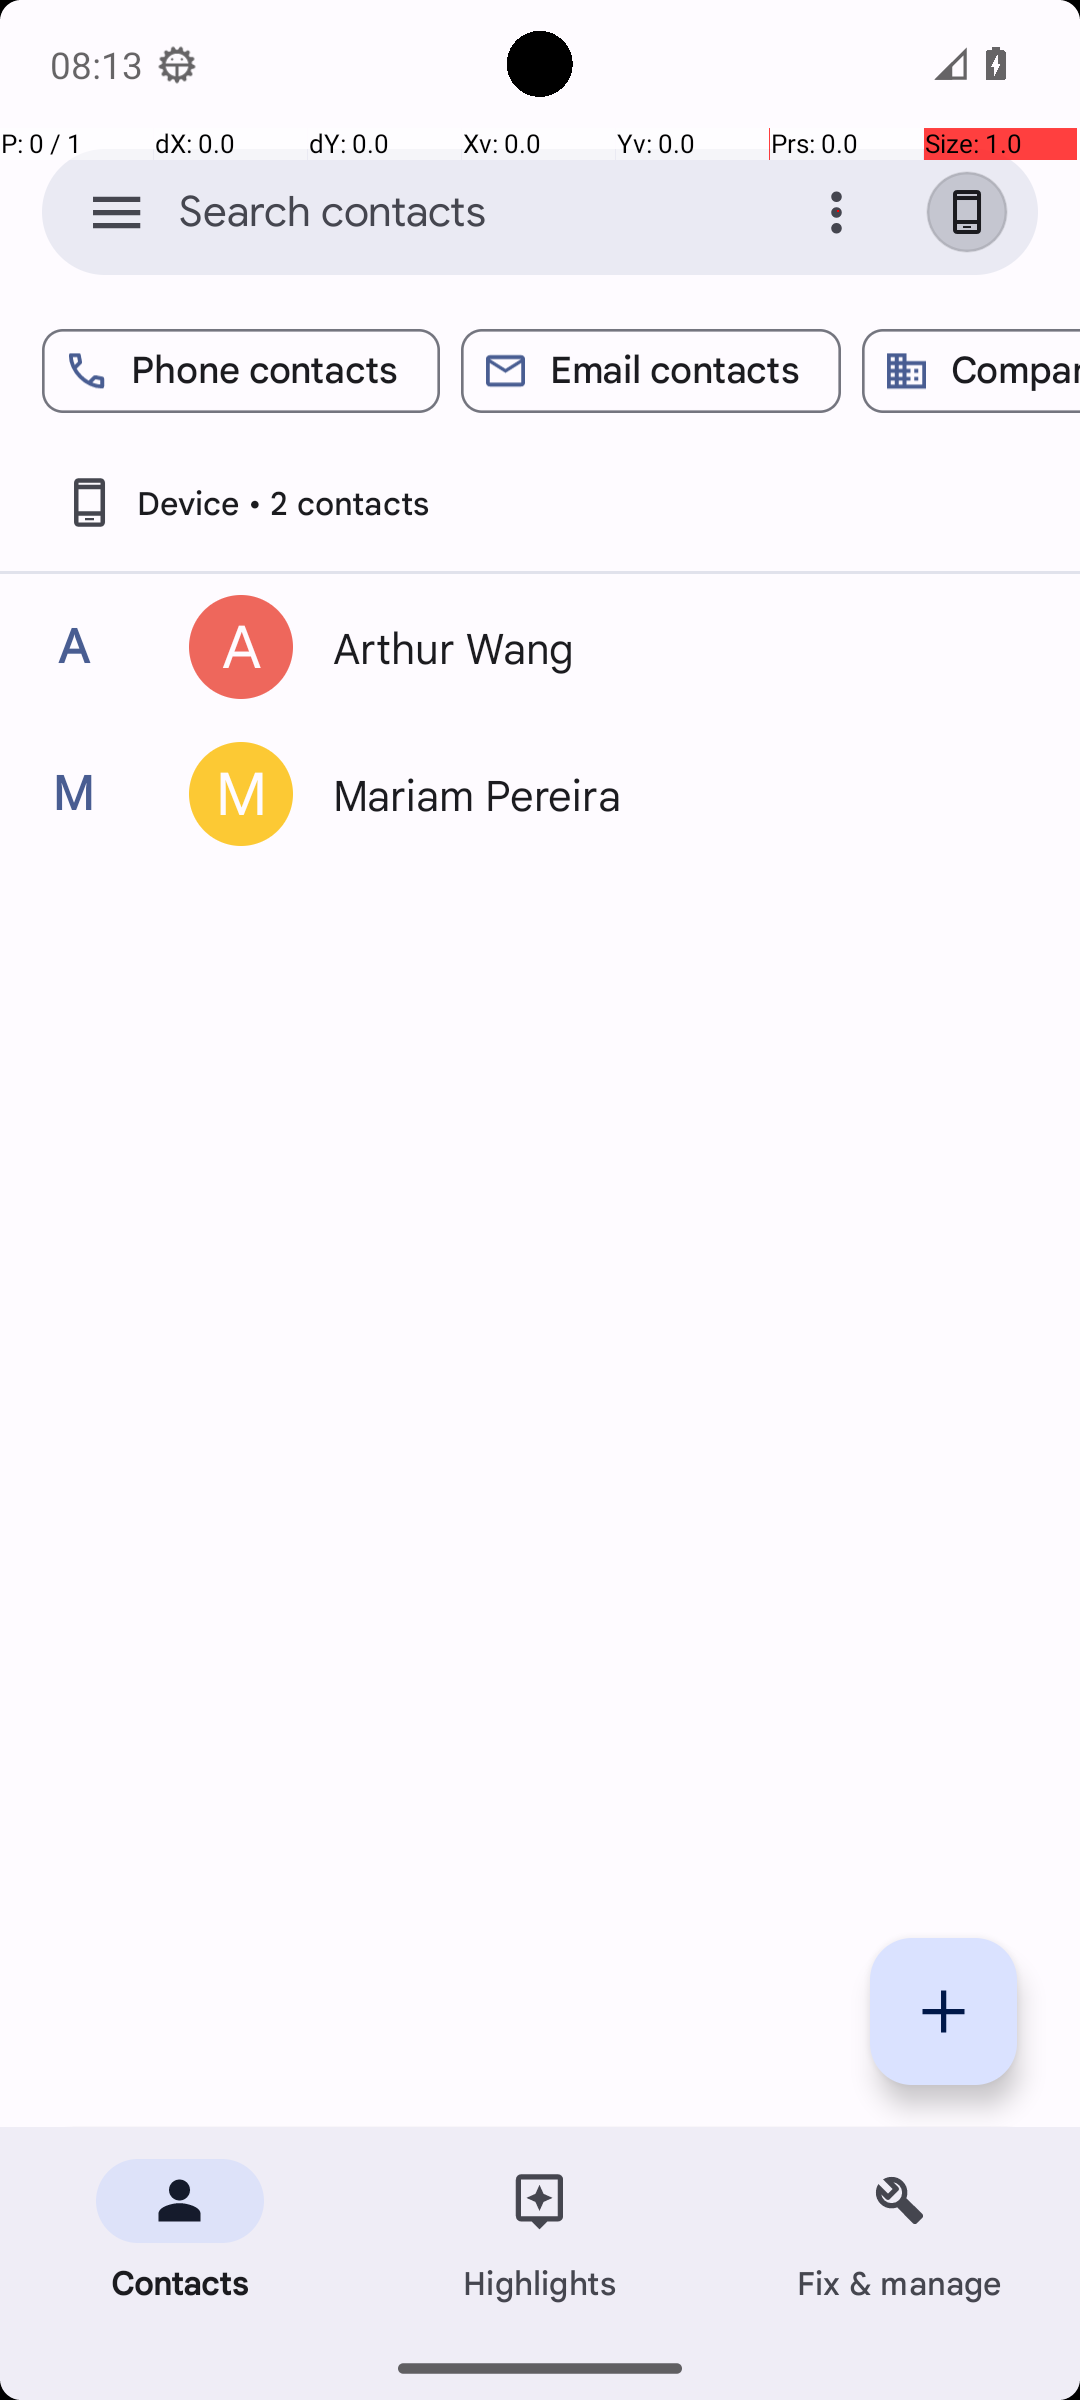 08:13
P: 0 / 1 dX: 0.0 dY: 0.0 Xv: 0.0 Yv: 0.0 Prs: 0.0 Size: 1.0
Search contacts
Phone contacts Email contacts Compar
Device • 2 contacts
A A Arthur Wang
M M Mariam Pereira
Contacts Highlights Fix & manage